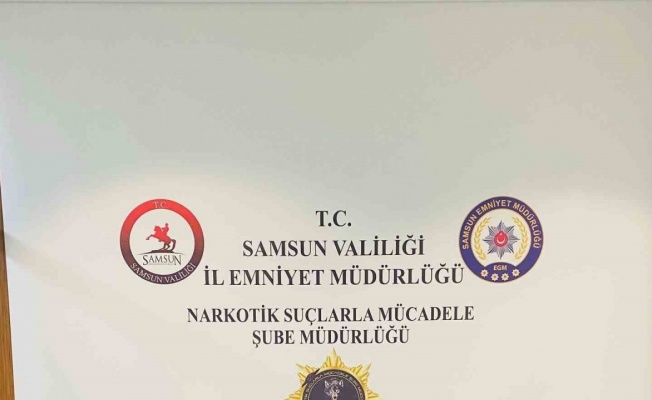 T.C.
SAMSUN VALİLİĞİ
İL EMNİYET MÜDÜRLÜĞÜ
NARKOTİK SUÇLARLA MÜCADELE
ŞUBE MÜDÜRLÜĞÜ
T.C.
SAMSUN
SAMSUN VALİLİĞİ
SAMSUN EMNİYET MÜDÜRLÜĞÜ
EGM